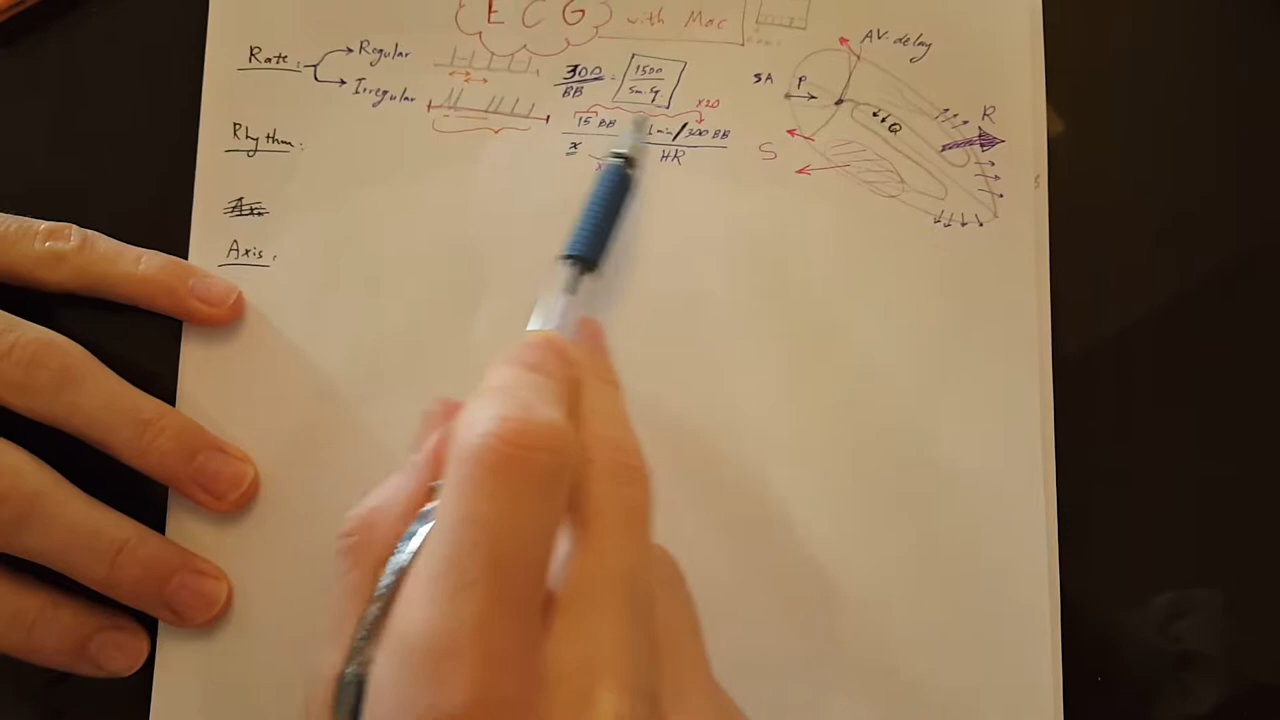 ECG with Mac
Rate: Regular
Irregular
300 / BB = 1500 / Sm.Sq.
x20
15 BB 1 min / 300 BB
x HR
Rhythm:
Axis:
AV. delay
SA P
Q R
S